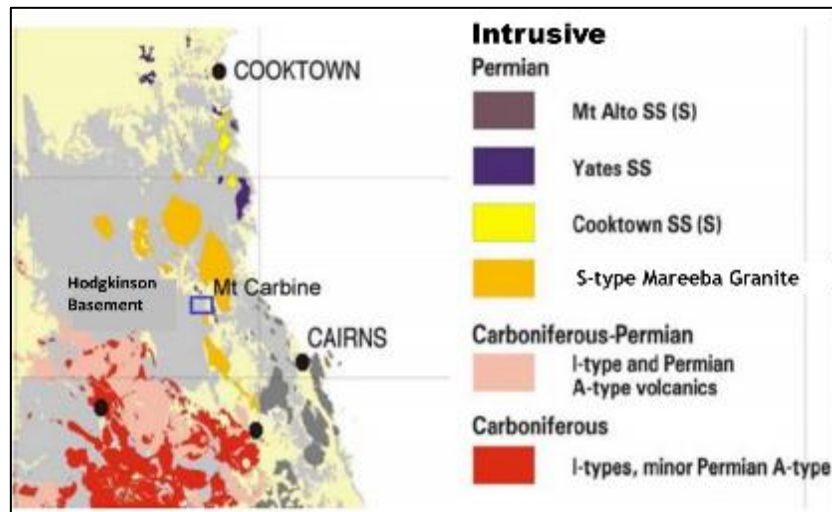 COOKTOWN
Hodgkinson
Basement
Mt Carbine
CAIRNS
Intrusive
Permian
Mt Alto SS (S)
Yates SS
Cooktown SS (S)
S-type Mareeba Granite
Carboniferous-Permian
I-type and Permian
A-type volcanics
Carboniferous
I-types, minor Permian A-type